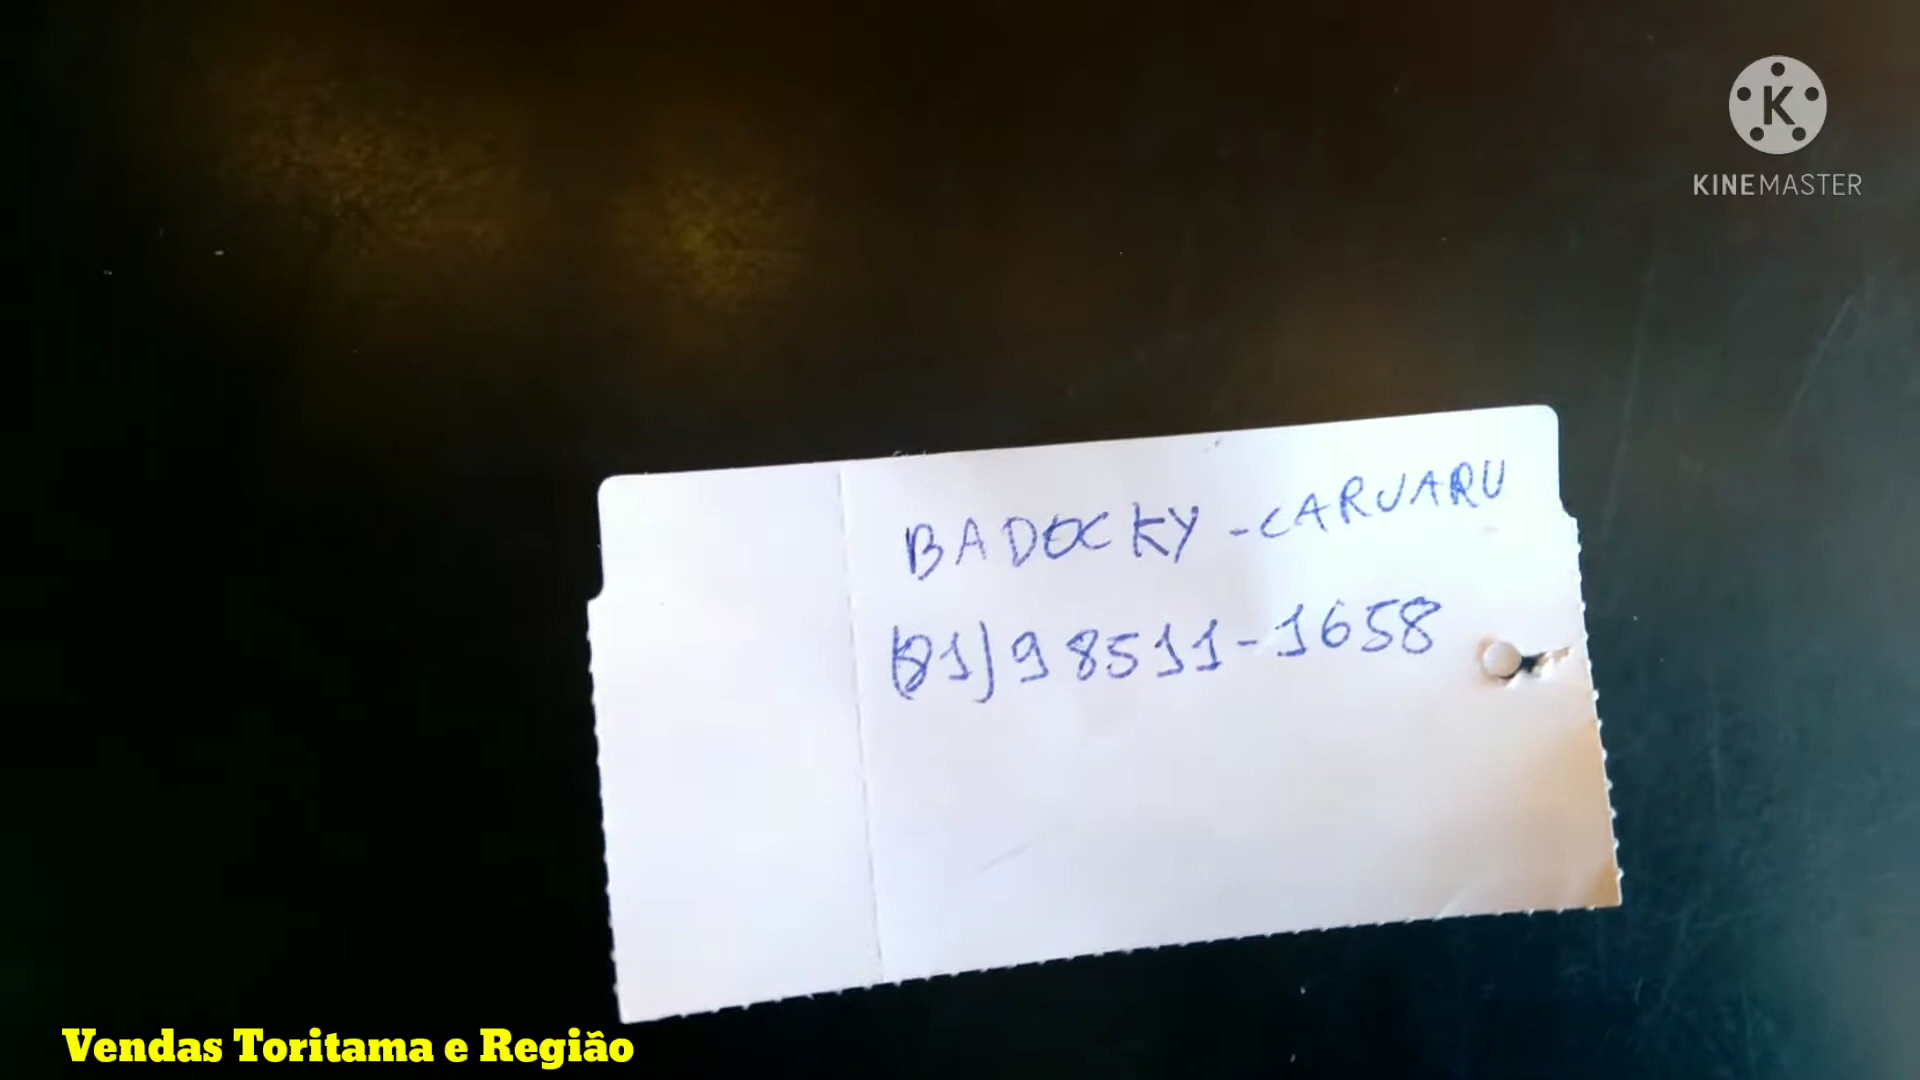 KINEMASTER
BADOCKY - CARUARU
(81) 98511-1658
Vendas Toritama e Região